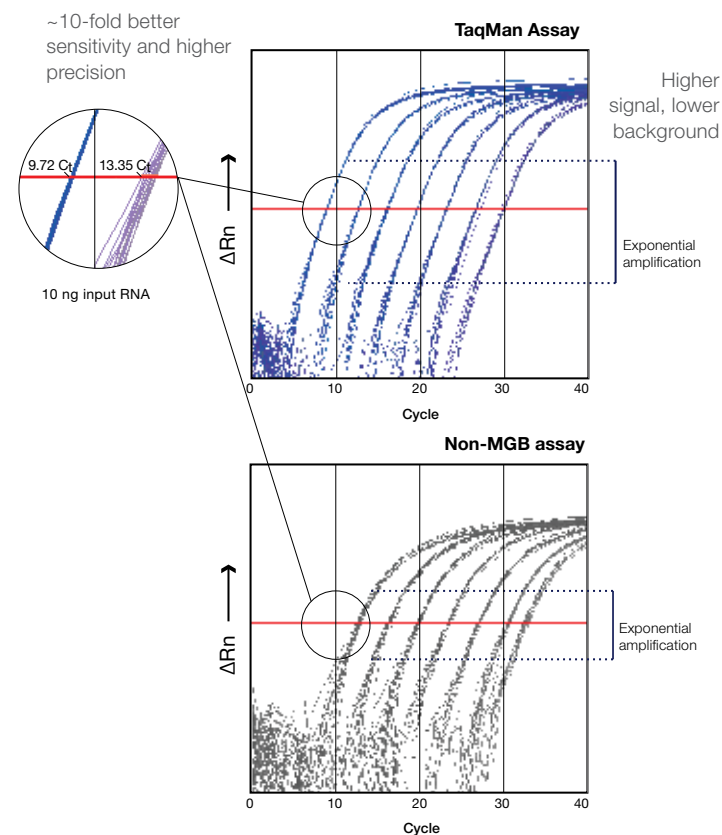 ~10-fold better
sensitivity and higher
precision
TaqMan Assay
Higher
signal, lower
background
9.72 Ct
13.35 Ct
10 ng input RNA
ΔRn
Exponential
amplification
0 10 20 30 40
Cycle
Non-MGB assay
ΔRn
Exponential
amplification
0 10 20 30 40
Cycle